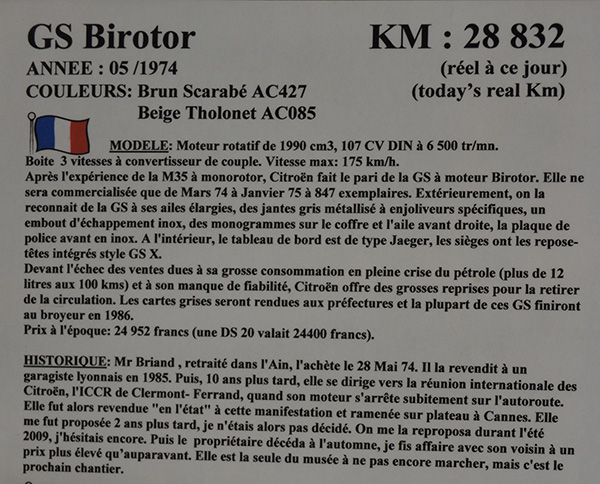 GS Birotor KM : 28 832
ANNEE : 05 /1974 (réel à ce jour)
COULEURS: Brun Scarabé AC427 (today's real Km)
Beige Tholonet AC085
MODELE: Moteur rotatif de 1990 cm3, 107 CV DIN à 6 500 tr/mn.
Boite 3 vitesses à convertisseur de couple. Vitesse max: 175 km/h.
Après l'expérience de la M35 à monorotor, Citroën fait le pari de la GS à moteur Birotor. Elle ne
sera commercialisée que de Mars 74 à Janvier 75 à 847 exemplaires. Extérieurement, on la
reconnait de la GS à ses ailes élargies, des jantes gris métallisé à enjoliveurs spécifiques, un
embout d'échappement inox, des monogrammes sur le coffre et l'aile avant droite, la plaque de
police avant en inox. A l'intérieur, le tableau de bord est de type Jaeger, les sièges ont les repose-
têtes intégrés style GS X.
Devant l'échec des ventes dues à sa grosse consommation en pleine crise du pétrole (plus de 12
litres aux 100 kms) et à son manque de fiabilité, Citroën offre des grosses reprises pour la retirer
de la circulation. Les cartes grises seront rendues aux préfectures et la plupart de ces GS finiront
au broyeur en 1986.
Prix à l'époque: 24 952 francs (une DS 20 valait 24400 francs).
HISTORIQUE: Mr Briand , retraité dans l'Ain, l'achète le 28 Mai 74. Il la revendit à un
garagiste lyonnais en 1985. Puis, 10 ans plus tard, elle se dirige vers la réunion internationale des
Citroën, l'ICCR de Clermont- Ferrand, quand son moteur s'arrête subitement sur l'autoroute.
Elle fut alors revendue "en l'état" à cette manifestation et ramenée sur plateau à Cannes. Elle
me fut proposée 2 ans plus tard, je n'étais alors pas décidé. On me la reproposa durant l'été
2009, j'hésitais encore. Puis le propriétaire décéda à l'automne, je fis affaire avec son voisin à un
prix plus élevé qu'auparavant. Elle est la seule du musée à ne pas encore marcher, mais c'est le
prochain chantier.